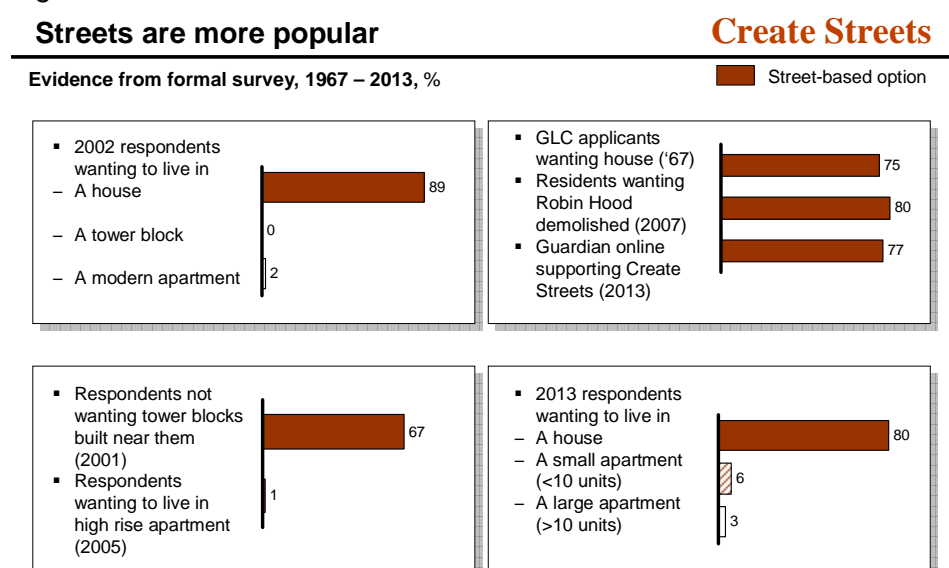 Streets are more popular
Create Streets
Evidence from formal survey, 1967 – 2013, %
Street-based option
▪ 2002 respondents
wanting to live in
– A house
– A tower block
– A modern apartment
89
0
2
▪ GLC applicants
wanting house (‘67)
▪ Residents wanting
Robin Hood
demolished (2007)
▪ Guardian online
supporting Create
Streets (2013)
75
80
77
▪ Respondents not
wanting tower blocks
built near them
(2001)
▪ Respondents
wanting to live in
high rise apartment
(2005)
67
1
▪ 2013 respondents
wanting to live in
– A house
– A small apartment
(<10 units)
– A large apartment
(>10 units)
80
6
3